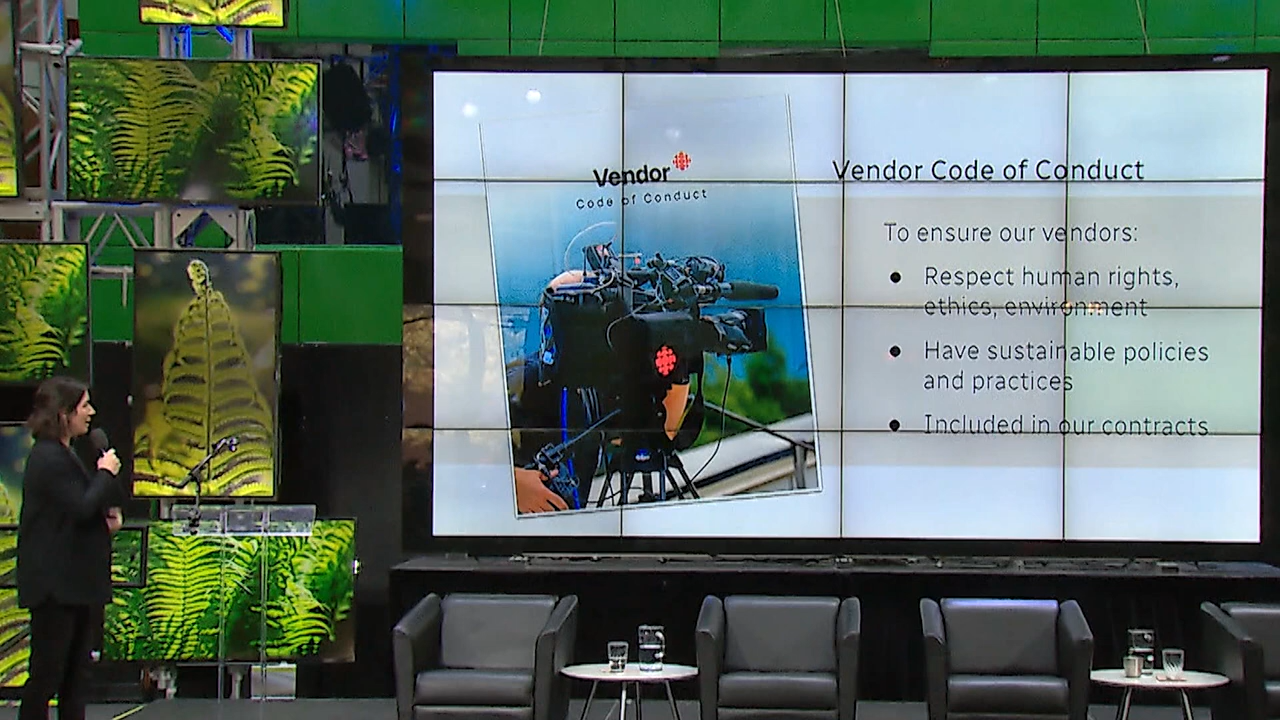 Vendor
Code of Conduct
Vendor Code of Conduct
To ensure our vendors:
Respect human rights,
ethics, environment
Have sustainable policies
and practices
Included in our contracts